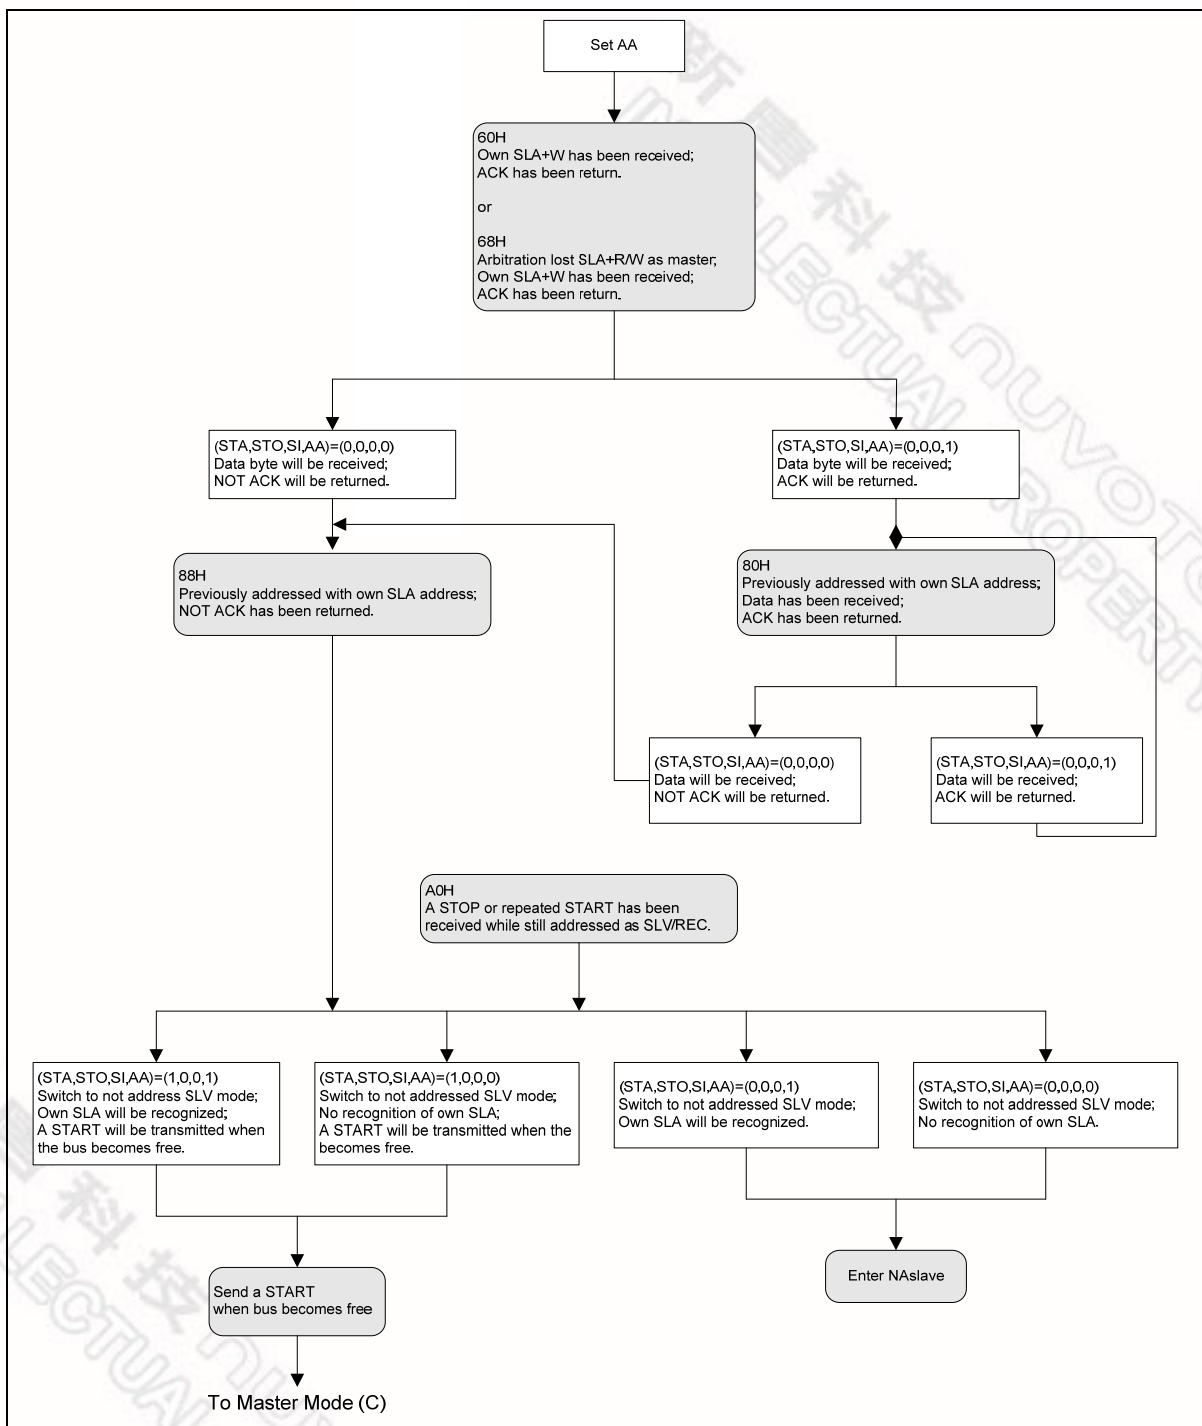 Set AA
60H
Own SLA+W has been received;
ACK has been return.
or
68H
Arbitration lost SLA+R/W as master;
Own SLA+W has been received;
ACK has been return.
(STA,STO,SI,AA)=(0,0,0,0)
Data byte will be received;
NOT ACK will be returned.
(STA,STO,SI,AA)=(0,0,0,1)
Data byte will be received;
ACK will be returned.
88H
Previously addressed with own SLA address;
NOT ACK has been returned.
80H
Previously addressed with own SLA address;
Data has been received;
ACK has been returned.
(STA,STO,SI,AA)=(0,0,0,0)
Data will be received;
NOT ACK will be returned.
(STA,STO,SI,AA)=(0,0,0,1)
Data will be received;
ACK will be returned.
A0H
A STOP or repeated START has been
received while still addressed as SLV/REC.
(STA,STO,SI,AA)=(1,0,0,1)
Switch to not address SLV mode;
Own SLA will be recognized;
A START will be transmitted when
the bus becomes free.
(STA,STO,SI,AA)=(1,0,0,0)
Switch to not addressed SLV mode;
No recognition of own SLA;
A START will be transmitted when the
becomes free.
(STA,STO,SI,AA)=(0,0,0,1)
Switch to not addressed SLV mode;
Own SLA will be recognized.
(STA,STO,SI,AA)=(0,0,0,0)
Switch to not addressed SLV mode;
No recognition of own SLA.
Send a START
when bus becomes free
Enter NAslave
To Master Mode (C)
新唐科技 nuvoto
LLECTUAL PROPERTY
唐科技 nu
LLECTUAL